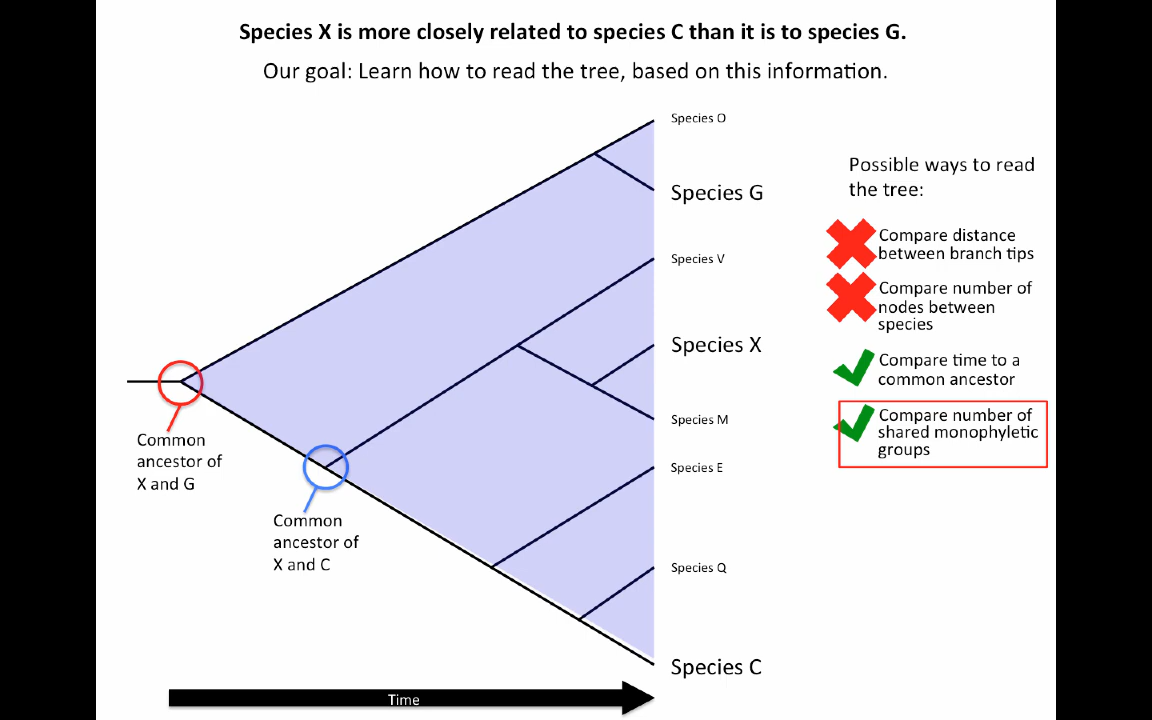 Species X is more closely related to species C than it is to species G.
Our goal: Learn how to read the tree, based on this information.
Species O
Species G
Species V
Species X
Species M
Species E
Species Q
Species C
Common
ancestor of
X and G
Common
ancestor of
X and C
Time
Possible ways to read
the tree:
Compare distance
between branch tips
Compare number of
nodes between
species
Compare time to a
common ancestor
Compare number of
shared monophyletic
groups